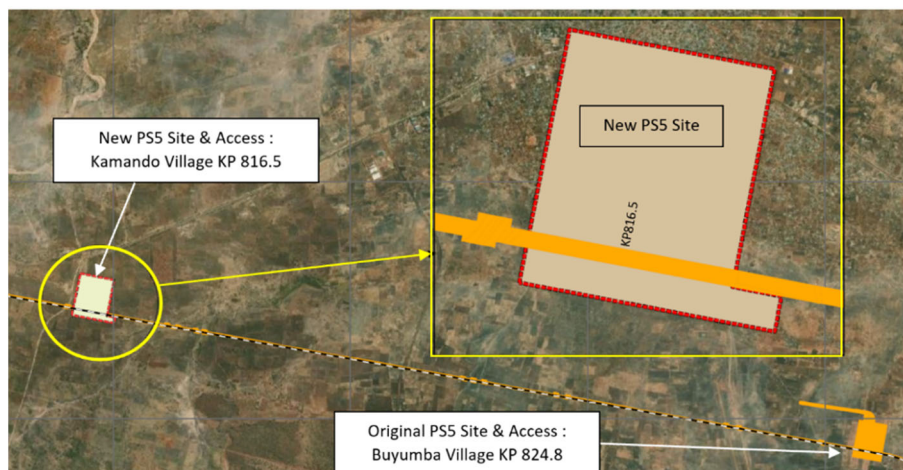 New PS5 Site & Access :
Kamando Village KP 816.5
New PS5 Site
KP816.5
Original PS5 Site & Access :
Buyumba Village KP 824.8